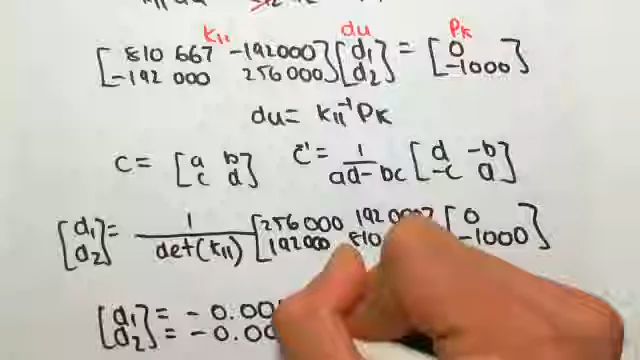 K11 du Pk
[810 667 -192000
-192 000 256000] [d1
d2] = [0
-1000]
du = K11⁻¹ Pk
C = [a b
c d] C⁻¹ = 1/ad-bc [d -b
-c a]
[d1
d2] = 1/det(K11) [256 000 192 000
192000 810 [0
-1000]
[d1 = - 0.00
d2] = - 0.00